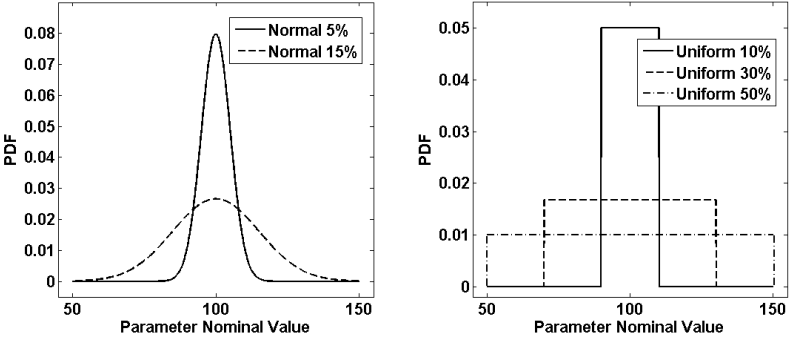 Normal 5%
Normal 15%
0.08
0.07
0.06
0.05
0.04
0.03
0.02
0.01
0
PDF
50
100
150
Parameter Nominal Value
Uniform 10%
Uniform 30%
Uniform 50%
0.05
0.04
0.03
0.02
0.01
0
PDF
50
100
150
Parameter Nominal Value